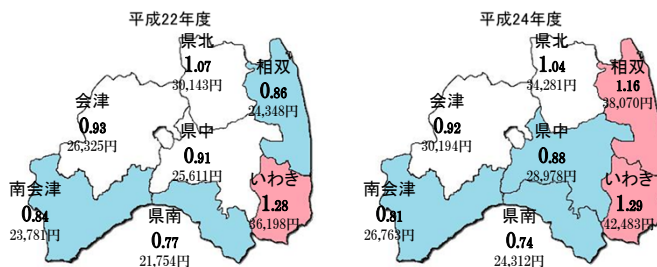 平成22年度
県北
1.07
30,143円
相双
0.86
24,348円
会津
0.93
26,325円
県中
0.91
25,611円
いわき
1.28
36,198円
南会津
0.84
23,781円
県南
0.77
21,754円
平成24年度
県北
1.04
34,281円
相双
1.16
38,070円
会津
0.92
30,194円
県中
0.88
28,978円
いわき
1.29
42,483円
南会津
0.81
26,763円
県南
0.74
24,312円